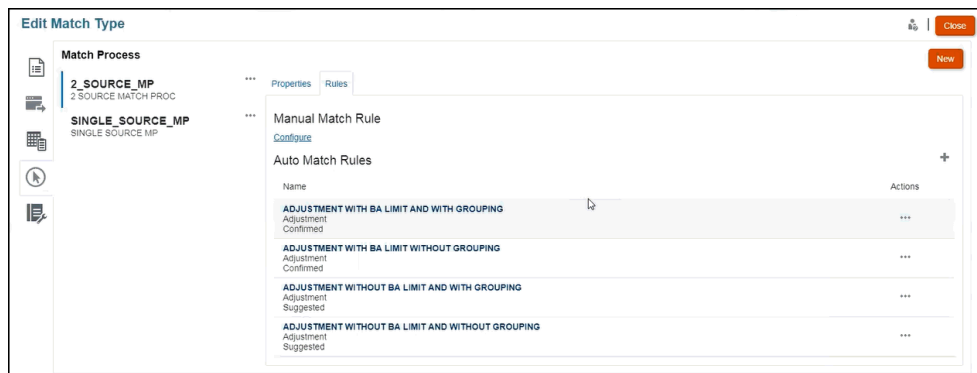 Edit Match Type
Close
Match Process
New
2_SOURCE_MP
2 SOURCE MATCH PROC
SINGLE_SOURCE_MP
SINGLE SOURCE MP
Properties Rules
Manual Match Rule
Configure
Auto Match Rules
Name Actions
ADJUSTMENT WITH BA LIMIT AND WITH GROUPING
Adjustment
Confirmed
ADJUSTMENT WITH BA LIMIT WITHOUT GROUPING
Adjustment
Confirmed
ADJUSTMENT WITHOUT BA LIMIT AND WITH GROUPING
Adjustment
Suggested
ADJUSTMENT WITHOUT BA LIMIT AND WITHOUT GROUPING
Adjustment
Suggested